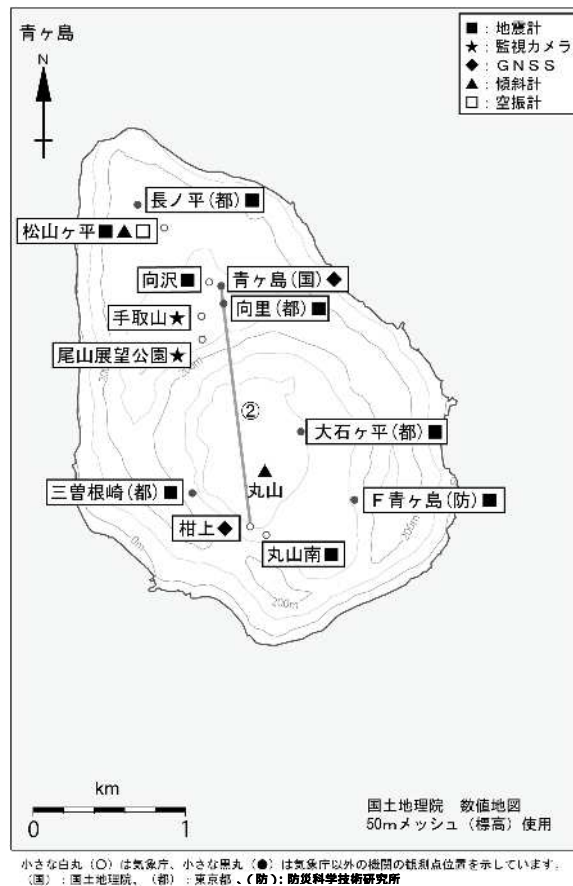 青ヶ島
■：地震計
★：監視カメラ
◆：ＧＮＳＳ
▲：傾斜計
□：空振計
N
長ノ平(都)■
松山ヶ平■▲□
向沢■
青ヶ島(国)◆
向里(都)■
手取山★
尾山展望公園★
②
大石ヶ平(都)■
丸山
三曽根崎(都)■
Ｆ青ヶ島(防)■
柑上◆
丸山南■
0m
200m
200m
km
0 1
国土地理院　数値地図
50mメッシュ（標高）使用
小さな白丸（○）は気象庁、小さな黒丸（●）は気象庁以外の機関の観測点位置を示しています。
（国）：国土地理院、（都）：東京都、（防）：防災科学技術研究所